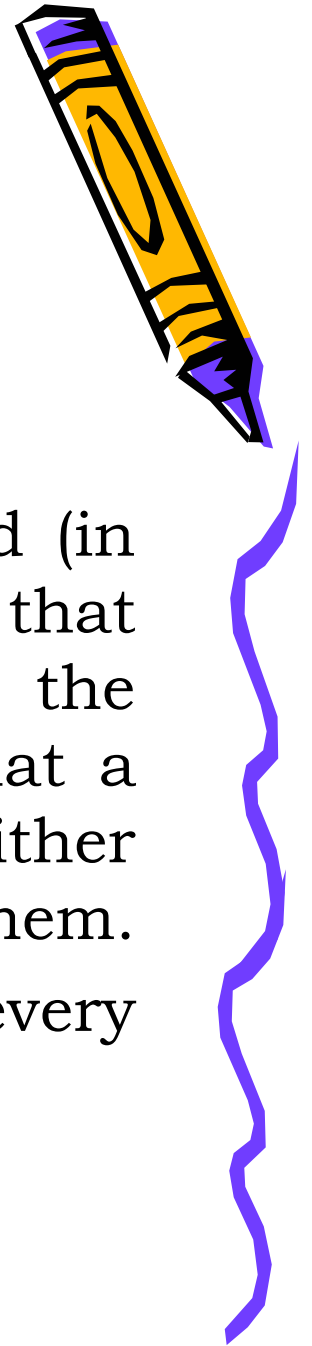 d (in
that
the
at a
ither
hem.
every